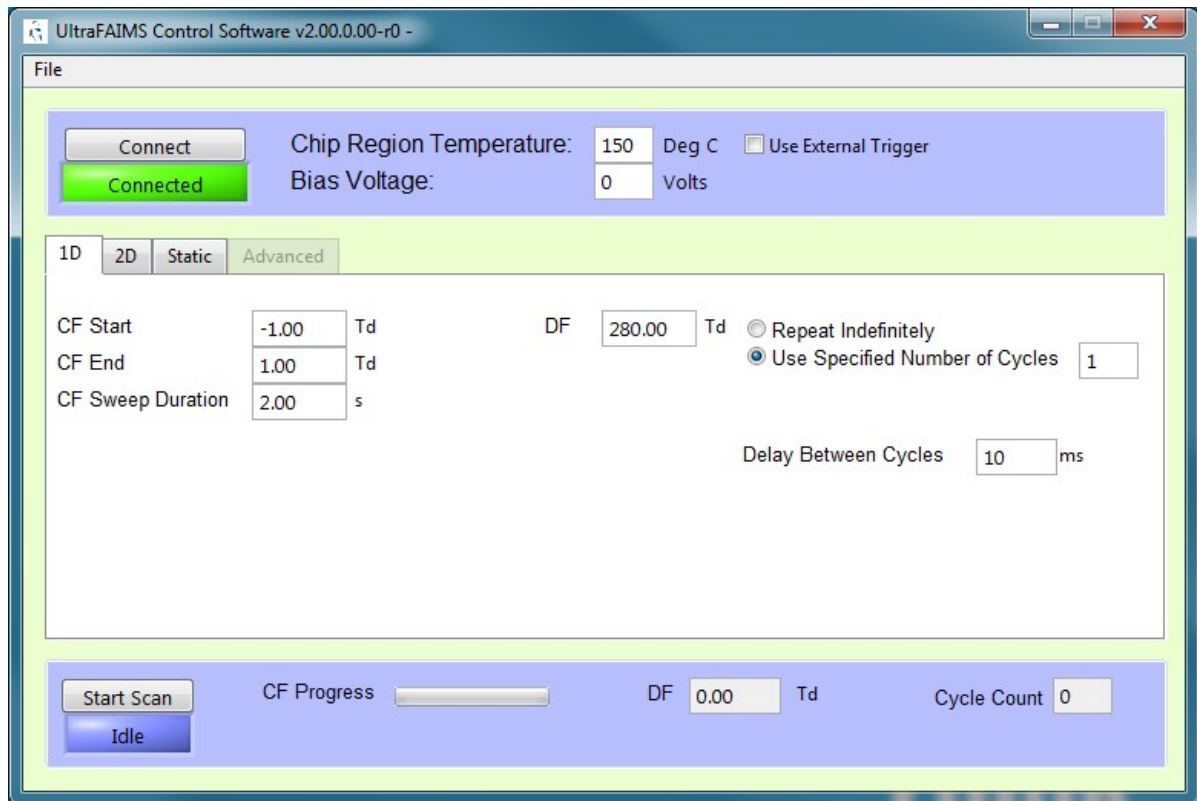 UltraFAIMS Control Software v2.00.0.00-r0 -
File
Connect
Connected
Chip Region Temperature: 150 Deg C
Use External Trigger
Bias Voltage: 0 Volts
1D 2D Static Advanced
CF Start -1.00 Td
DF 280.00 Td
Repeat Indefinitely
CF End 1.00 Td
Use Specified Number of Cycles 1
CF Sweep Duration 2.00 s
Delay Between Cycles 10 ms
Start Scan
Idle
CF Progress
DF 0.00 Td
Cycle Count 0